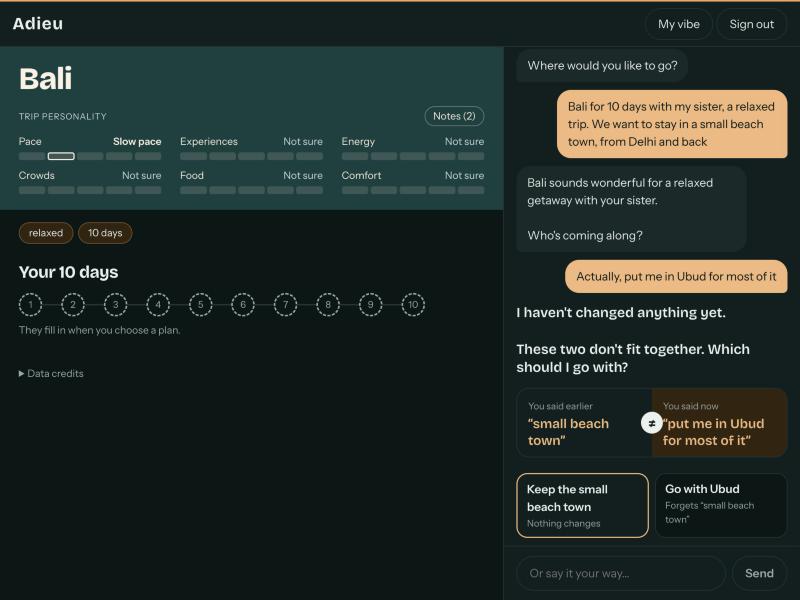 Adieu
My vibe
Sign out
Bali
TRIP PERSONALITY
Notes (2)
Pace
Slow pace
Experiences
Not sure
Energy
Not sure
Crowds
Not sure
Food
Not sure
Comfort
Not sure
relaxed
10 days
Your 10 days
1 2 3 4 5 6 7 8 9 10
They fill in when you choose a plan.
Data credits
Where would you like to go?
Bali for 10 days with my sister, a relaxed
trip. We want to stay in a small beach
town, from Delhi and back
Bali sounds wonderful for a relaxed
getaway with your sister.
Who's coming along?
Actually, put me in Ubud for most of it
I haven't changed anything yet.
These two don't fit together. Which
should I go with?
You said earlier
"small beach
town"
≠
You said now
"put me in Ubud
for most of it"
Keep the small
beach town
Nothing changes
Go with Ubud
Forgets "small beach
town"
Or say it your way...
Send